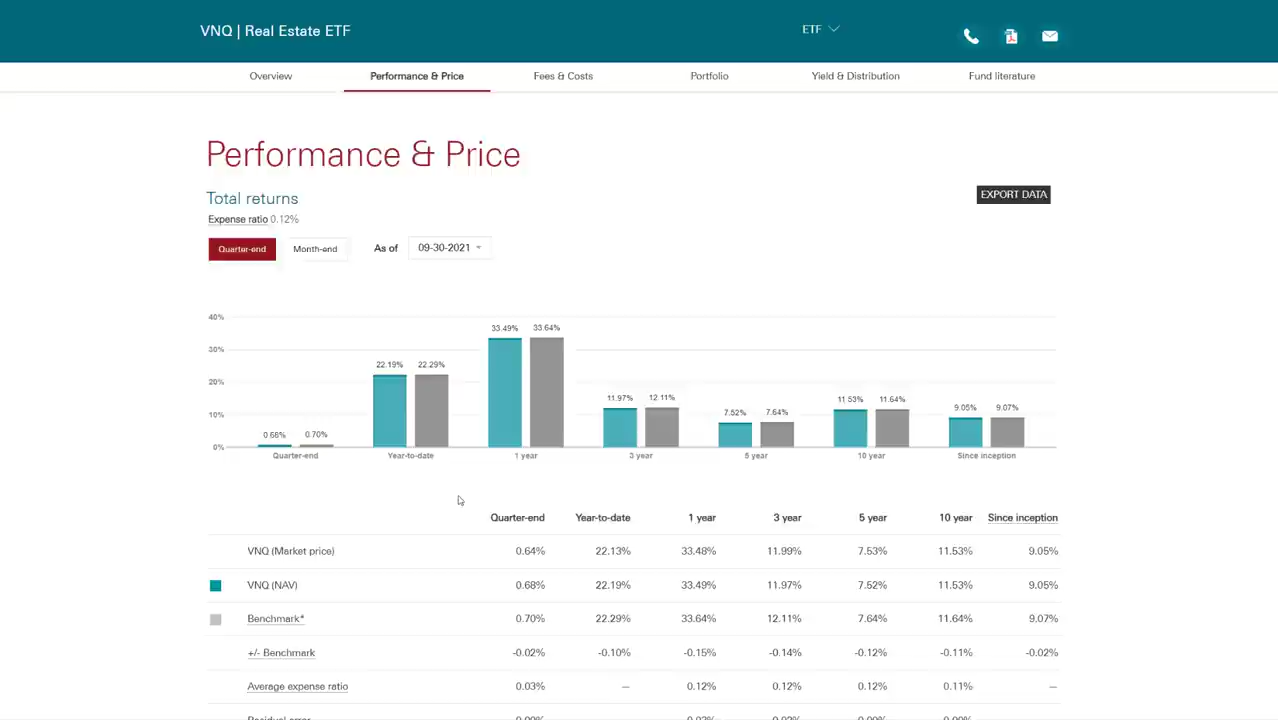 VNQ | Real Estate ETF
ETF
Overview
Performance & Price
Fees & Costs
Portfolio
Yield & Distribution
Fund literature
Performance & Price
Total returns
EXPORT DATA
Expense ratio 0.12%
Quarter-end
Month-end
As of
09-30-2021
40%
30%
20%
10%
0%
0.68% 0.70%
22.19% 22.29%
33.49% 33.64%
11.97% 12.11%
7.52% 7.64%
11.53% 11.64%
9.05% 9.07%
Quarter-end Year-to-date 1 year 3 year 5 year 10 year Since inception
Quarter-end Year-to-date 1 year 3 year 5 year 10 year Since inception
VNQ (Market price) 0.64% 22.13% 33.48% 11.99% 7.53% 11.53% 9.05%
VNQ (NAV) 0.68% 22.19% 33.49% 11.97% 7.52% 11.53% 9.05%
Benchmark* 0.70% 22.29% 33.64% 12.11% 7.64% 11.64% 9.07%
+/- Benchmark -0.02% -0.10% -0.15% -0.14% -0.12% -0.11% -0.02%
Average expense ratio 0.03% — 0.12% 0.12% 0.12% 0.11% —